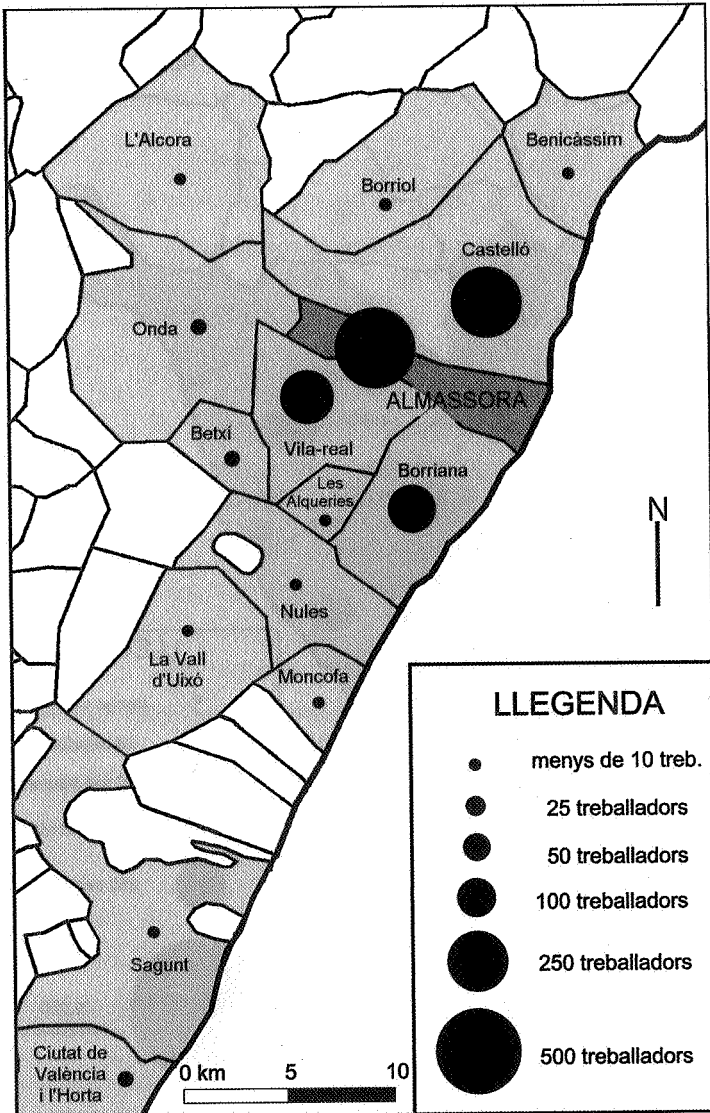 L'Alcora
Benicàssim
Borriol
Castelló
Onda
ALMASSORA
Betxí
Vila-real
Les
Alqueries
Borriana
N
Nules
La Vall
d'Uixó
Moncofa
LLEGENDA
menys de 10 treb.
25 treballadors
50 treballadors
100 treballadors
250 treballadors
500 treballadors
Sagunt
Ciutat de
València
i l'Horta
0 km 5 10